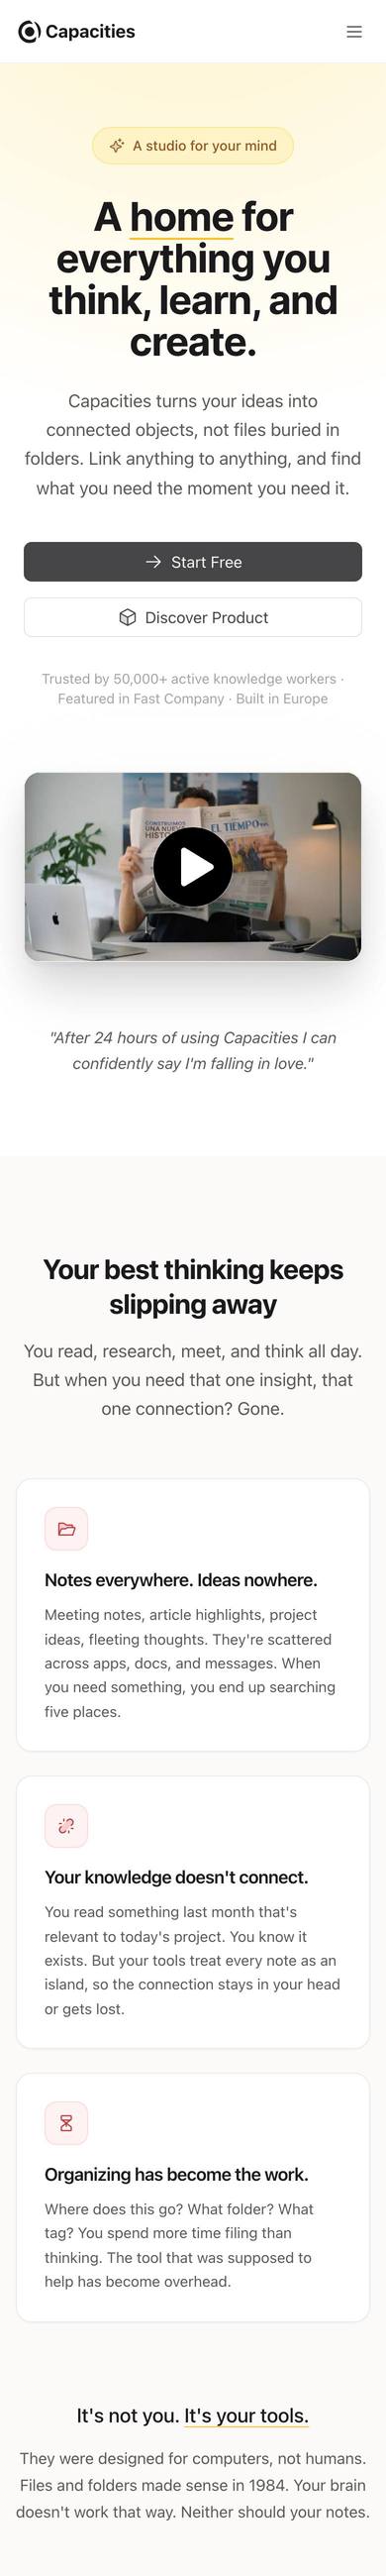 Capacities
A studio for your mind
A home for
everything you
think, learn, and
create.
Capacities turns your ideas into
connected objects, not files buried in
folders. Link anything to anything, and find
what you need the moment you need it.
Start Free
Discover Product
Trusted by 50,000+ active knowledge workers ·
Featured in Fast Company · Built in Europe
CONSTRUIMOS
UNA NUEVA
HISTO
EL TIEMPO
"After 24 hours of using Capacities I can
confidently say I'm falling in love."
Your best thinking keeps
slipping away
You read, research, meet, and think all day.
But when you need that one insight, that
one connection? Gone.
Notes everywhere. Ideas nowhere.
Meeting notes, article highlights, project
ideas, fleeting thoughts. They're scattered
across apps, docs, and messages. When
you need something, you end up searching
five places.
Your knowledge doesn't connect.
You read something last month that's
relevant to today's project. You know it
exists. But your tools treat every note as an
island, so the connection stays in your head
or gets lost.
Organizing has become the work.
Where does this go? What folder? What
tag? You spend more time filing than
thinking. The tool that was supposed to
help has become overhead.
It's not you. It's your tools.
They were designed for computers, not humans.
Files and folders made sense in 1984. Your brain
doesn't work that way. Neither should your notes.